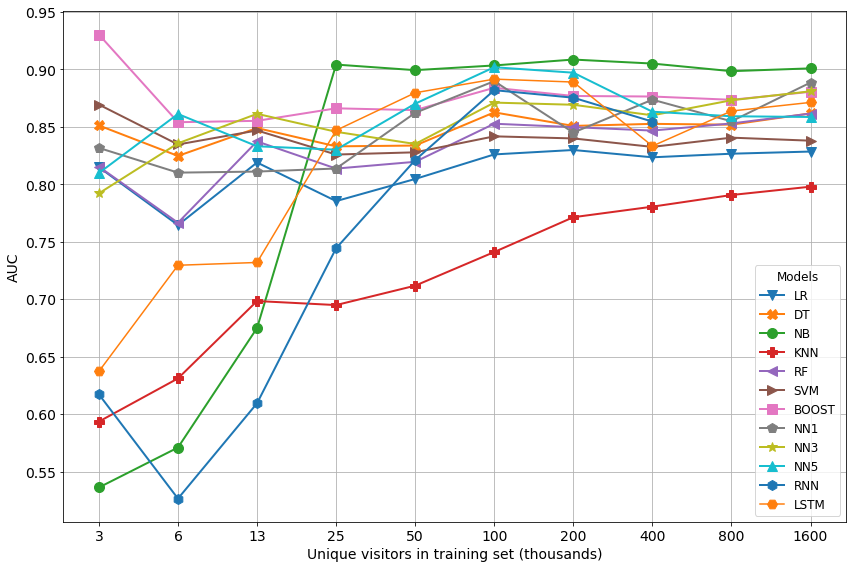 0.95
0.90
0.85
0.80
0.75
0.70
0.65
0.60
0.55
AUC
3 6 13 25 50 100 200 400 800 1600
Unique visitors in training set (thousands)
Models
LR
DT
NB
KNN
RF
SVM
BOOST
NN1
NN3
NN5
RNN
LSTM